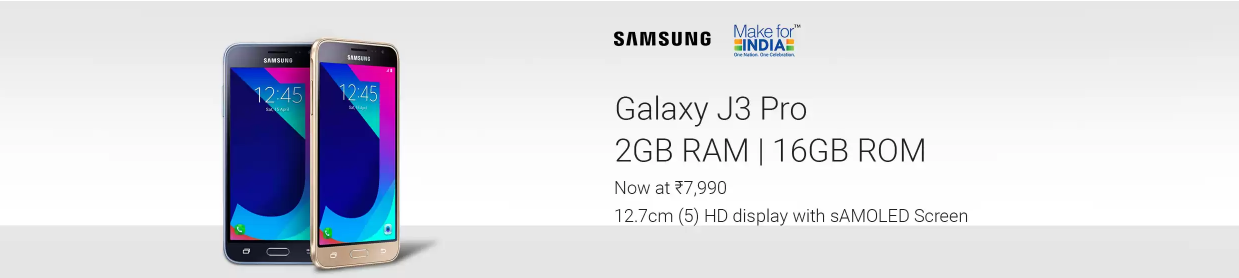 SAMSUNG
Make for™
INDIA
One Nation. One Celebration.
Galaxy J3 Pro
2GB RAM | 16GB ROM
Now at ₹7,990
12.7cm (5) HD display with sAMOLED Screen
SAMSUNG
12:45
SAMSUNG
12:45